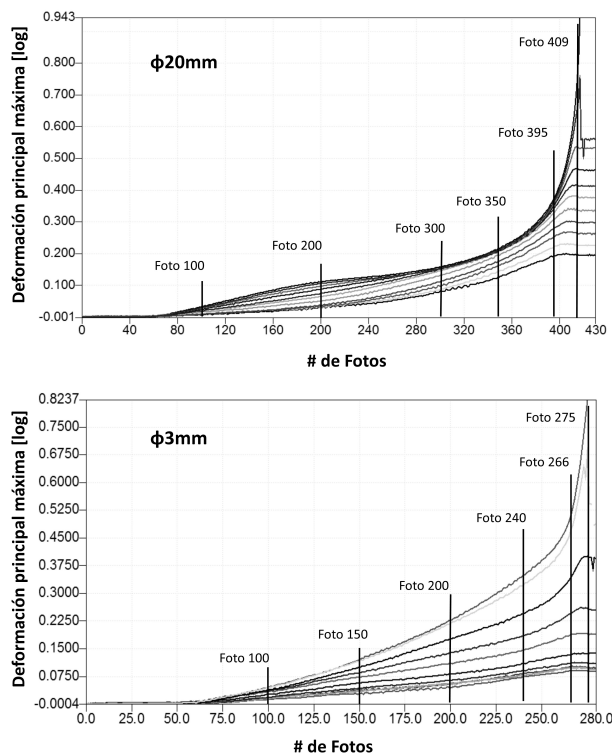 0.943
0.800
0.700
0.600
0.500
0.400
0.300
0.200
0.100
-0.001
Deformación principal máxima [log]
ϕ20mm
Foto 100
Foto 200
Foto 300
Foto 350
Foto 395
Foto 409
0 40 80 120 160 200 240 280 320 360 400 430
# de Fotos
0.8237
0.7500
0.6750
0.6000
0.5250
0.4500
0.3750
0.3000
0.2250
0.1500
0.0750
-0.0004
Deformación principal máxima [log]
ϕ3mm
Foto 100
Foto 150
Foto 200
Foto 240
Foto 266
Foto 275
0.0 25.0 50.0 75.0 100.0 125.0 150.0 175.0 200.0 225.0 250.0 280.0
# de Fotos